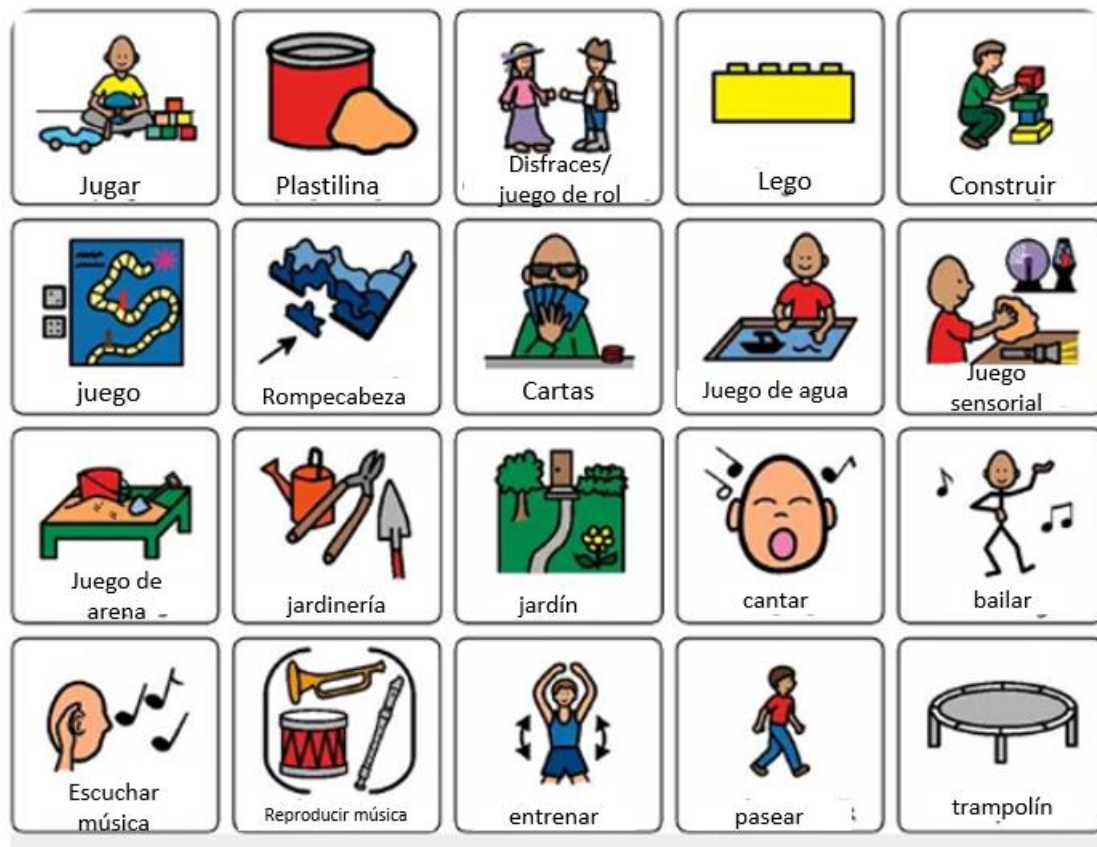 Jugar
Plastilina
Disfraces/
juego de rol
Lego
Construir
juego
Rompecabeza
Cartas
Juego de agua
Juego
sensorial
Juego de
arena
jardinería
jardín
cantar
bailar
Escuchar
música
Reproducir música
entrenar
pasear
trampolín